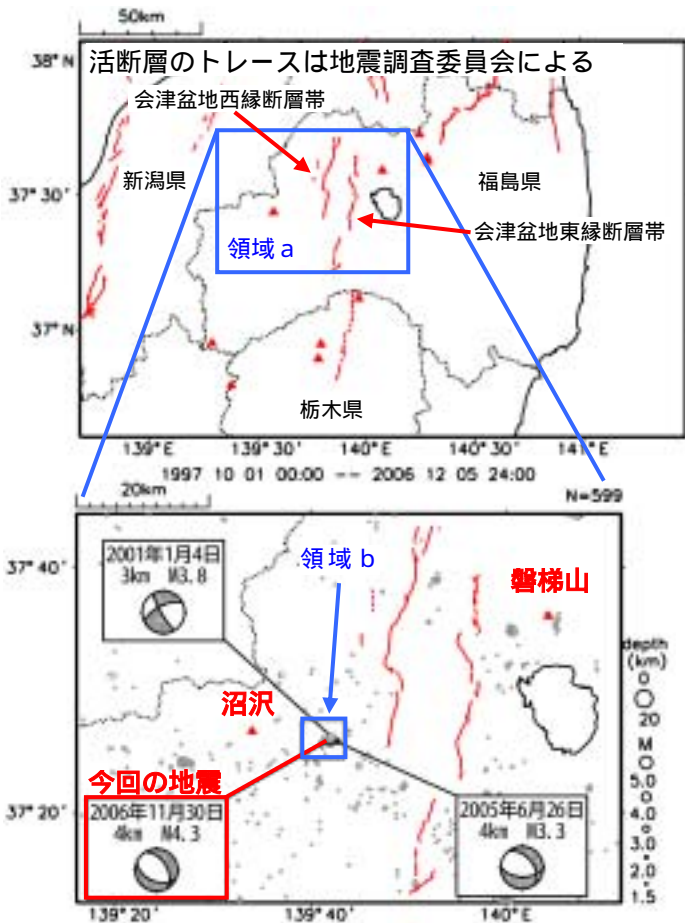 50km
38°N
活断層のトレースは地震調査委員会による
会津盆地西縁断層帯
新潟県
福島県
37°30'
会津盆地東縁断層帯
領域a
37°N
栃木県
139°E
139°30'
140°E
140°30'
141°E
1997 10 01 00:00 -- 2006 12 05 24:00
20km
N=599
37°40'
2001年1月4日
3km M3.8
領域b
磐梯山
depth
(km)
0
20
M
5.0
4.0
3.0
2.0
1.5
沼沢
今回の地震
37°20'
2006年11月30日
4km M4.3
2005年6月26日
4km M3.3
139°20'
139°40'
140°E